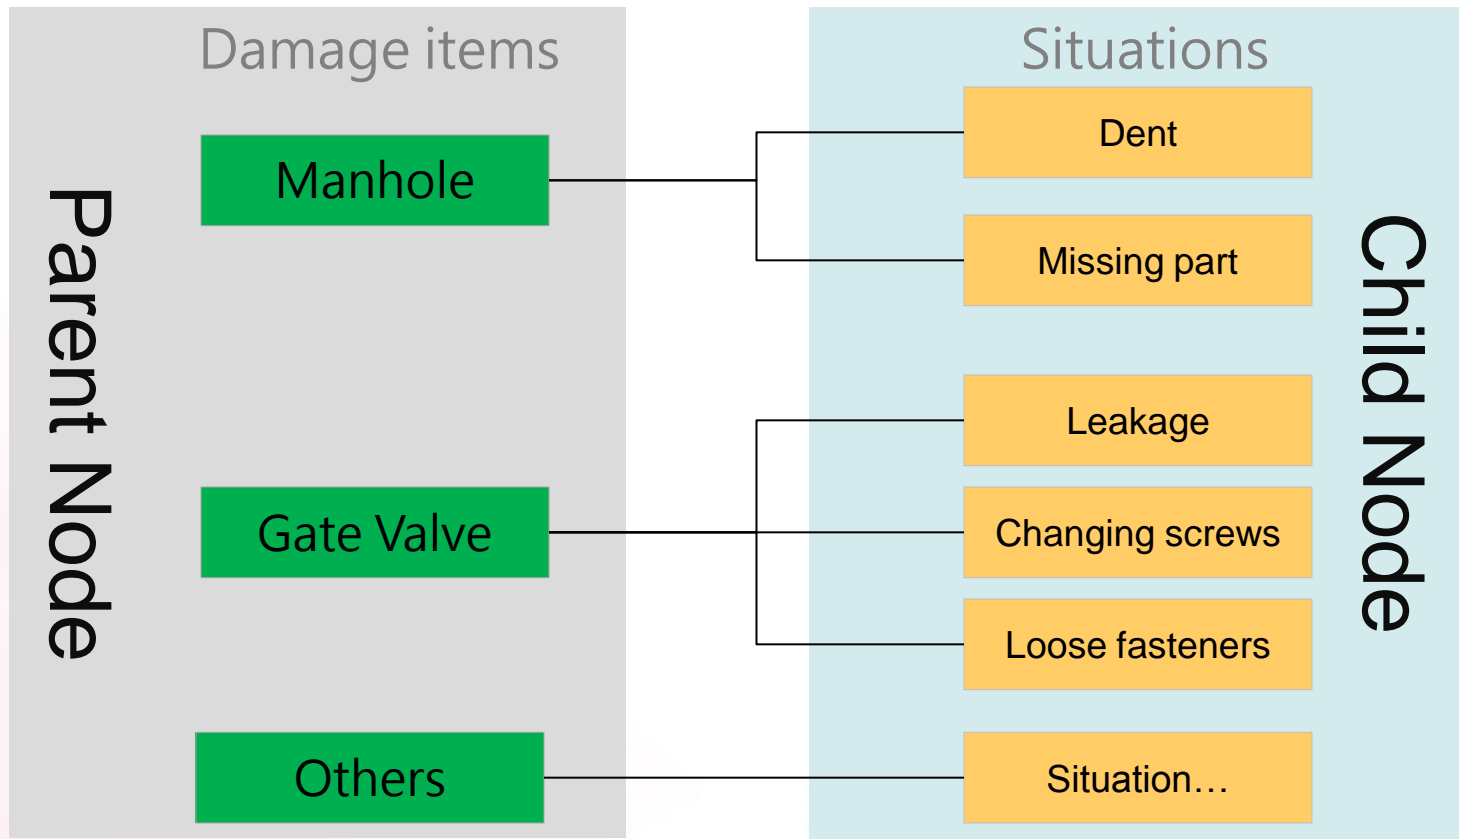 Damage items
Situations
Parent Node
Child Node
Manhole
Dent
Missing part
Gate Valve
Leakage
Changing screws
Loose fasteners
Others
Situation…